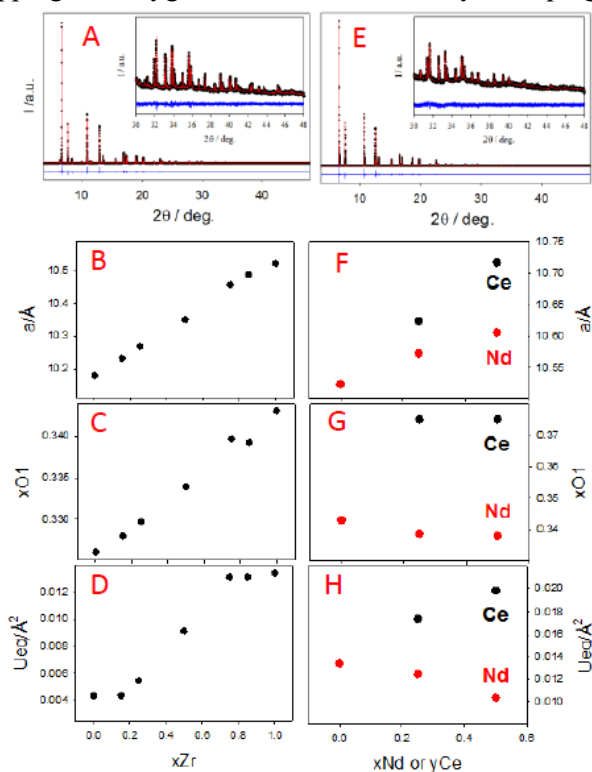 A
I / a.u.
I / a.u.
30 32 34 36 38 40 42 44 46 48
2θ / deg.
10 20 30 40
2θ / deg.
E
I / a.u.
30 32 34 36 38 40 42 44 46 48
2θ / deg.
10 20 30 40
2θ / deg.
B
a/Å
10.5
10.4
10.3
10.2
F
Ce
Nd
10.75
10.70
10.65
10.60
10.55
a/Å
C
xO1
0.340
0.334
0.330
G
Ce
Nd
0.37
0.36
0.35
0.34
xO1
D
Ueq/Å²
0.012
0.010
0.008
0.006
0.004
0.0 0.2 0.4 0.6 0.8 1.0
xZr
H
Ce
Nd
0.020
0.018
0.016
0.014
0.012
0.010
Ueq/Å²
0.0 0.2 0.4 0.6 0.8
xNd or yCe